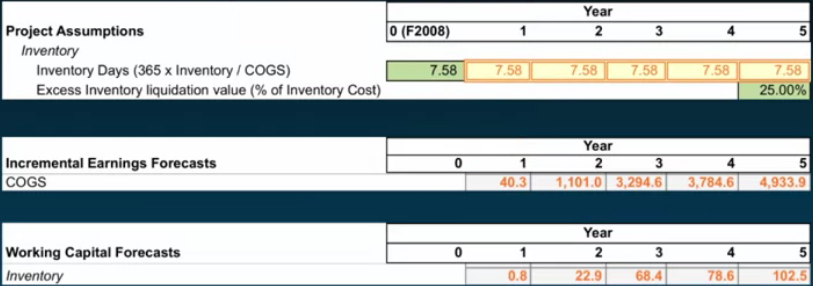 Year
Project Assumptions 0 (F2008) 1 2 3 4 5
Inventory
Inventory Days (365 x Inventory / COGS) 7.58 7.58 7.58 7.58 7.58 7.58
Excess Inventory liquidation value (% of Inventory Cost) 25.00%
Year
Incremental Earnings Forecasts 0 1 2 3 4 5
COGS 40.3 1,101.0 3,294.6 3,784.6 4,933.9
Year
Working Capital Forecasts 0 1 2 3 4 5
Inventory 0.8 22.9 68.4 78.6 102.5